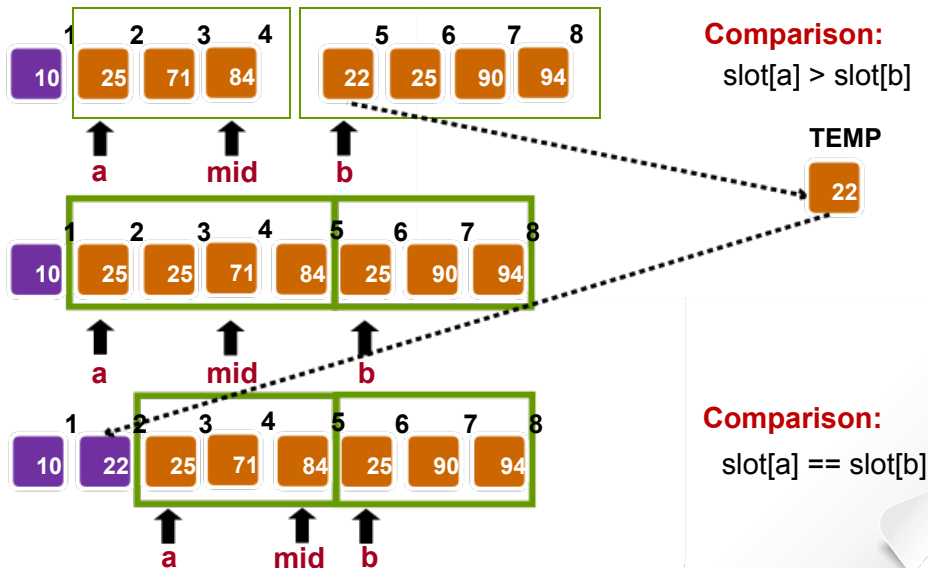 1 2 3 4 5 6 7 8
10 25 71 84 22 25 90 94
a mid b
Comparison:
slot[a] > slot[b]
TEMP
22
1 2 3 4 5 6 7 8
10 25 25 71 84 25 90 94
a mid b
1 2 3 4 5 6 7 8
10 22 25 71 84 25 90 94
a mid b
Comparison:
slot[a] == slot[b]